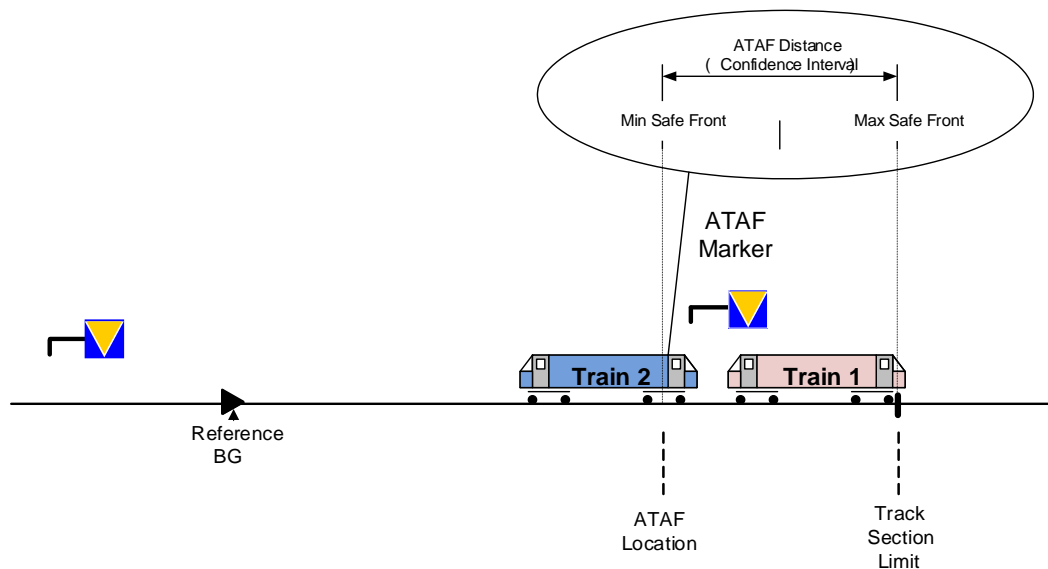 ATAF Distance
( Confidence Interval)
Min Safe Front
Max Safe Front
ATAF
Marker
Train 2
Train 1
Reference
BG
ATAF
Location
Track
Section
Limit